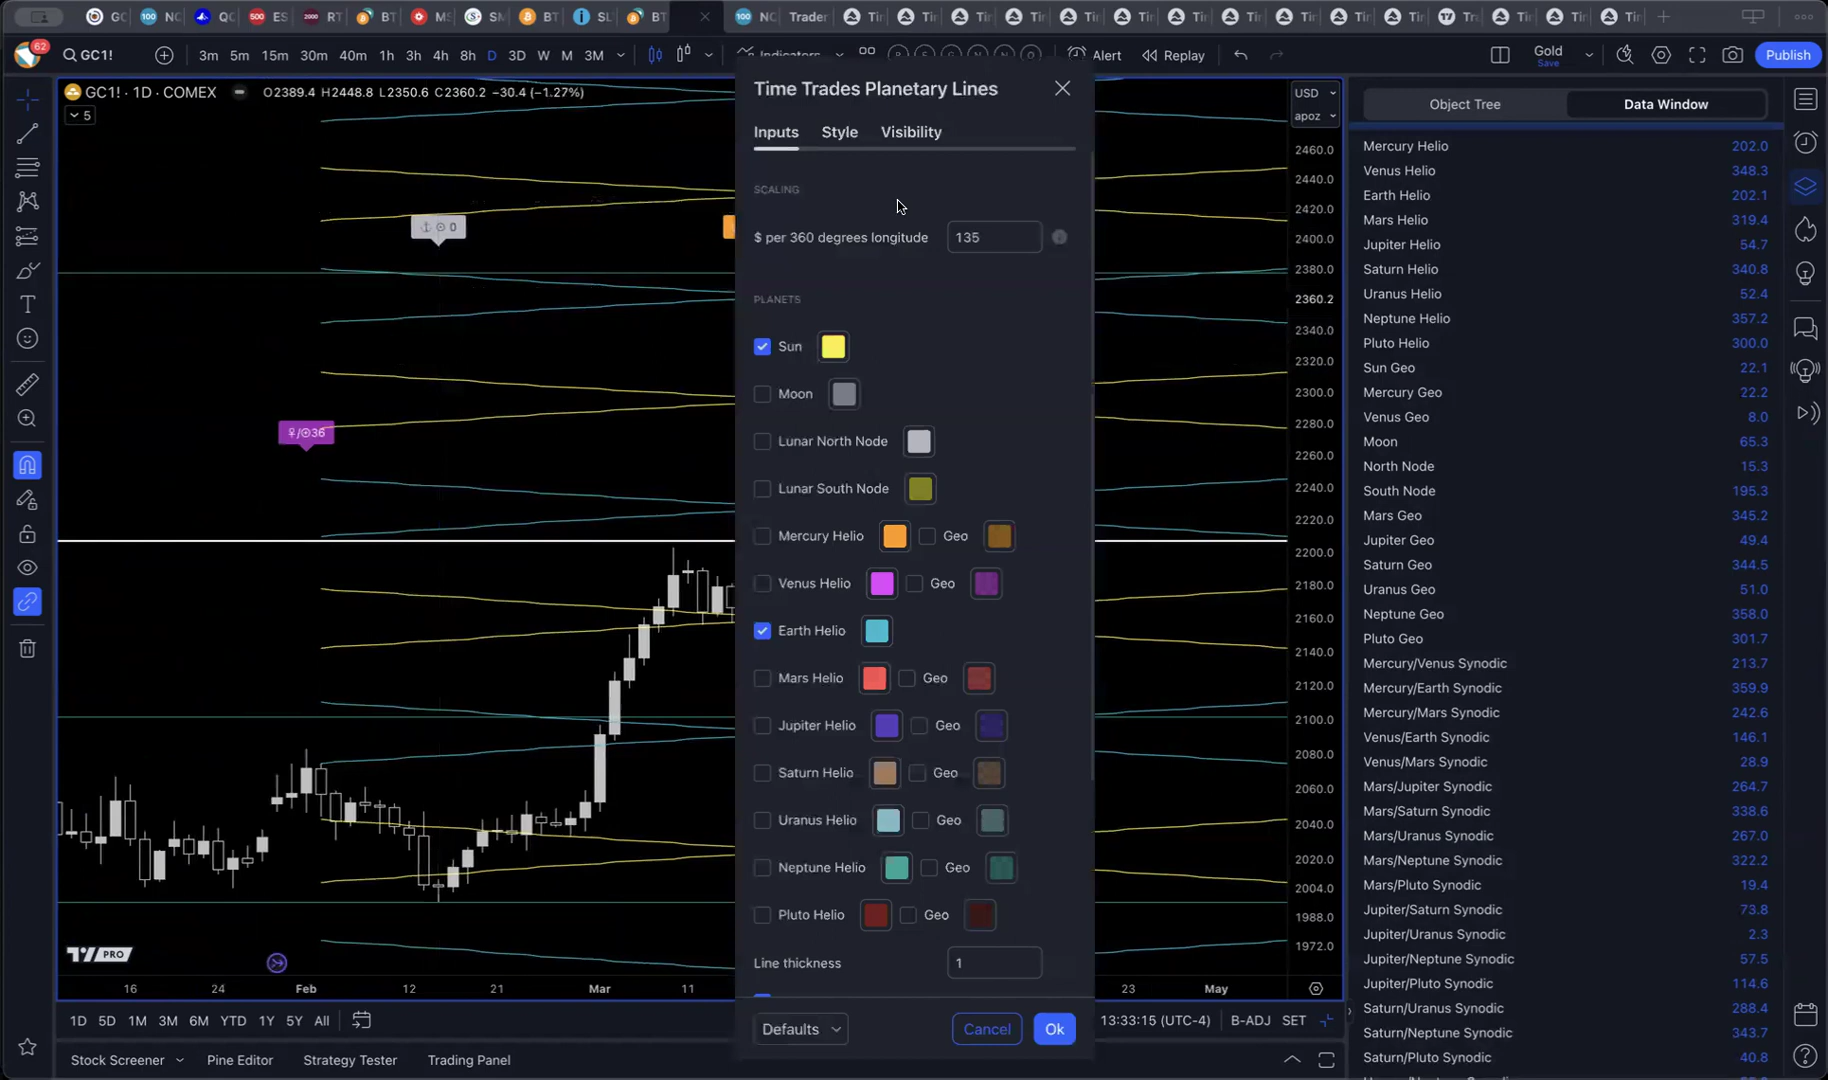 GC1!
3m 5m 15m 30m 40m 1h 3h 4h 8h D 3D W M 3M
Indicators
Alert
Replay
Gold
Save
Publish
62
GC1! · 1D · COMEX
O2389.4 H2448.8 L2350.6 C2360.2 −30.4 (−1.27%)
5
0
36
PRO
USD
apoz
2460.0
2440.0
2420.0
2400.0
2380.0
2360.2
2340.0
2320.0
2300.0
2280.0
2260.0
2240.0
2220.0
2200.0
2180.0
2160.0
2140.0
2120.0
2100.0
2080.0
2060.0
2040.0
2020.0
2004.0
1988.0
1972.0
16 24 Feb 12 21 Mar 11 23 May
1D 5D 1M 3M 6M YTD 1Y 5Y All
13:33:15 (UTC-4) B-ADJ SET
Stock Screener Pine Editor Strategy Tester Trading Panel
Time Trades Planetary Lines
Inputs Style Visibility
SCALING
$ per 360 degrees longitude 135
PLANETS
Sun
Moon
Lunar North Node
Lunar South Node
Mercury Helio Geo
Venus Helio Geo
Earth Helio
Mars Helio Geo
Jupiter Helio Geo
Saturn Helio Geo
Uranus Helio Geo
Neptune Helio Geo
Pluto Helio Geo
Line thickness 1
Defaults Cancel Ok
Object Tree Data Window
Mercury Helio 202.0
Venus Helio 348.3
Earth Helio 202.1
Mars Helio 319.4
Jupiter Helio 54.7
Saturn Helio 340.8
Uranus Helio 52.4
Neptune Helio 357.2
Pluto Helio 300.0
Sun Geo 22.1
Mercury Geo 22.2
Venus Geo 8.0
Moon 65.3
North Node 15.3
South Node 195.3
Mars Geo 345.2
Jupiter Geo 49.4
Saturn Geo 344.5
Uranus Geo 51.0
Neptune Geo 358.0
Pluto Geo 301.7
Mercury/Venus Synodic 213.7
Mercury/Earth Synodic 359.9
Mercury/Mars Synodic 242.6
Venus/Earth Synodic 146.1
Venus/Mars Synodic 28.9
Mars/Jupiter Synodic 264.7
Mars/Saturn Synodic 338.6
Mars/Uranus Synodic 267.0
Mars/Neptune Synodic 322.2
Mars/Pluto Synodic 19.4
Jupiter/Saturn Synodic 73.8
Jupiter/Uranus Synodic 2.3
Jupiter/Neptune Synodic 57.5
Jupiter/Pluto Synodic 114.6
Saturn/Uranus Synodic 288.4
Saturn/Neptune Synodic 343.7
Saturn/Pluto Synodic 40.8